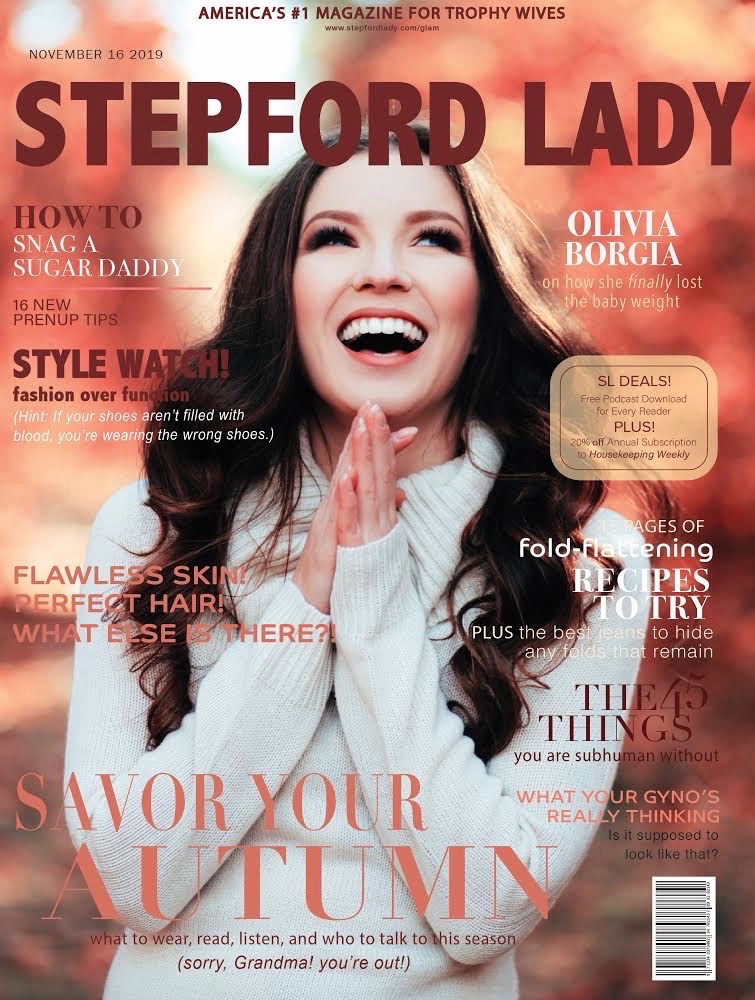 AMERICA'S #1 MAGAZINE FOR TROPHY WIVES
www.stepfordlady.com/glam
NOVEMBER 16 2019
STEPFORD LADY
HOW TO
SNAG A
SUGAR DADDY
16 NEW
PRENUP TIPS
STYLE WATCH!
fashion over function
(Hint: If your shoes aren't filled with
blood, you're wearing the wrong shoes.)
FLAWLESS SKIN!
PERFECT HAIR!
WHAT ELSE IS THERE?!
OLIVIA
BORGIA
on how she finally lost
the baby weight
SL DEALS!
Free Podcast Download
for Every Reader
PLUS!
20% off Annual Subscription
to Housekeeping Weekly
PAGES OF
fold-flattening
RECIPES
TO TRY
PLUS the best jeans to hide
any folds that remain
THE 45
THINGS
you are subhuman without
WHAT YOUR GYNO'S
REALLY THINKING
Is it supposed to
look like that?
SAVOR YOUR
AUTUMN
what to wear, read, listen, and who to talk to this season
(sorry, Grandma! you're out!)